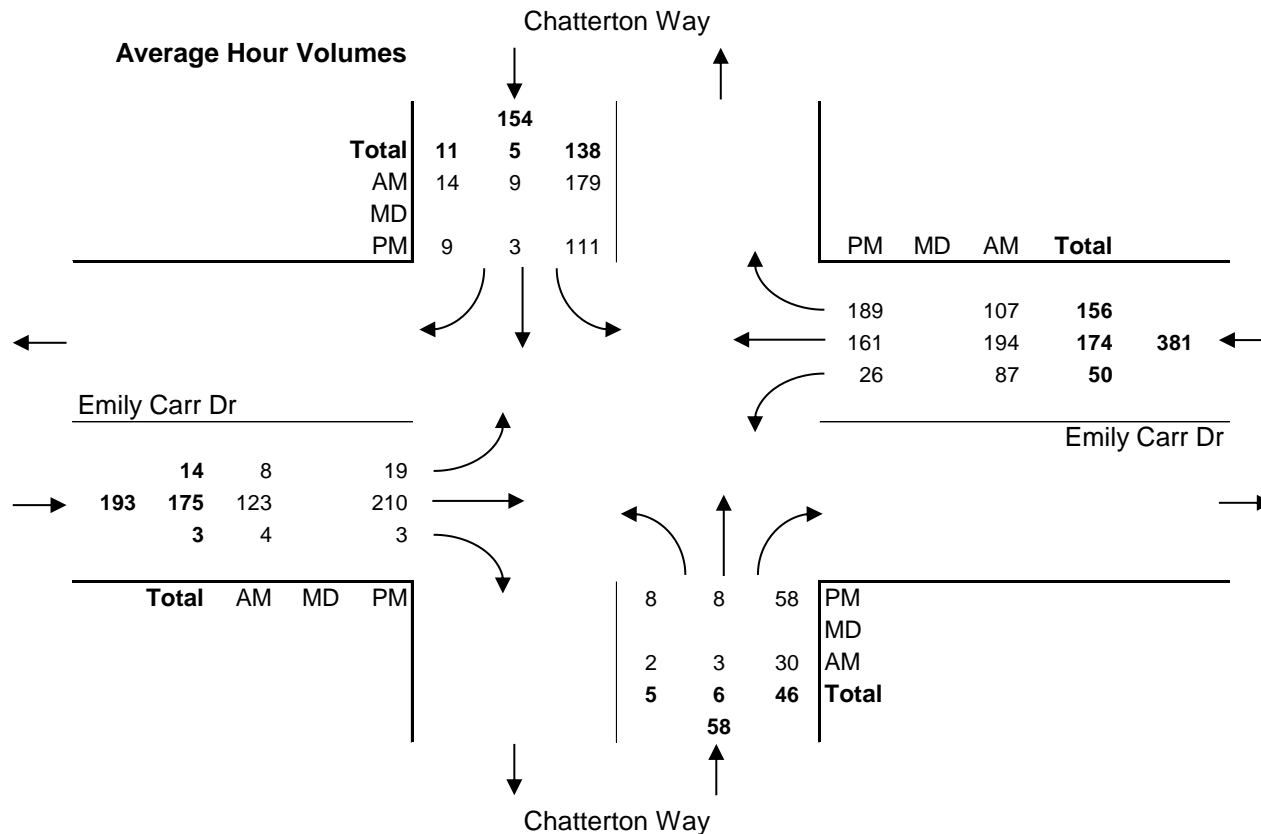 Chatterton Way
Average Hour Volumes
154
Total 11 5 138
AM 14 9 179
MD
PM 9 3 111
PM MD AM Total
189 107 156
161 194 174 381
26 87 50
Emily Carr Dr
Emily Carr Dr
14 8 19
193 175 123 210
3 4 3
Total AM MD PM
8 8 58 PM
MD
2 3 30 AM
5 6 46 Total
58
Chatterton Way